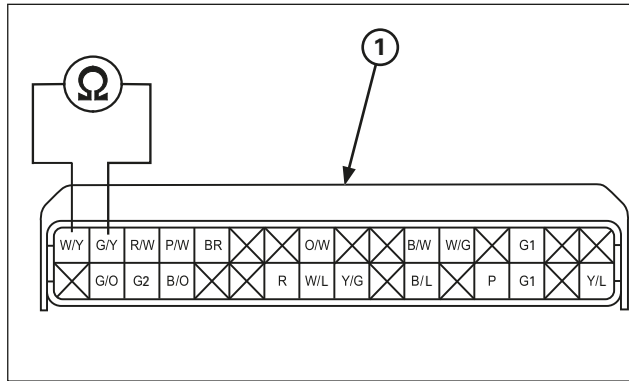 1
Ω
W/Y G/Y R/W P/W BR O/W B/W W/G G1
G/O G2 B/O R W/L Y/G B/L P G1 Y/L